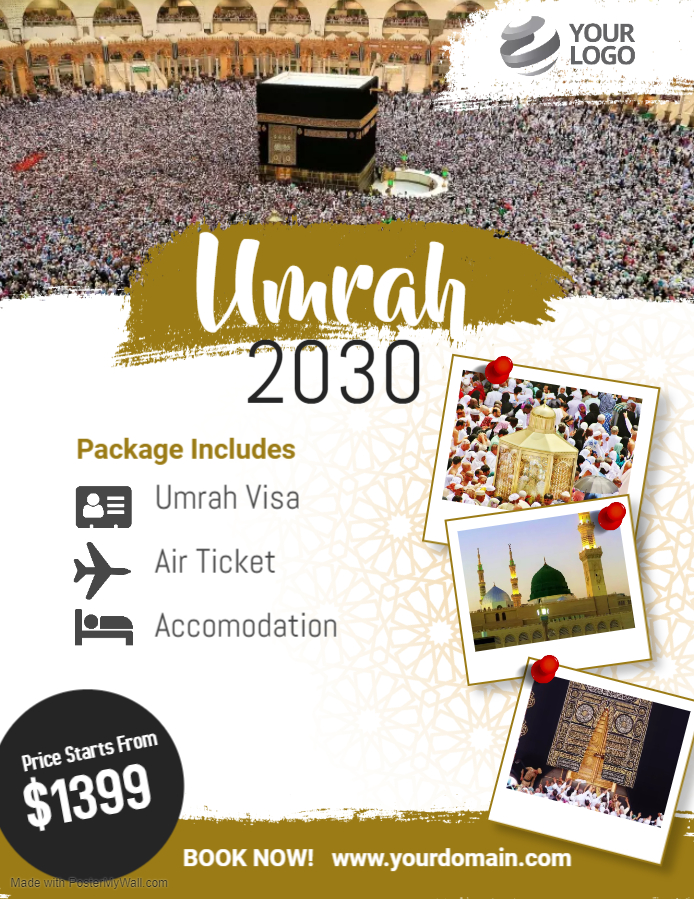 YOUR
LOGO
Umrah
2030
Package Includes
Umrah Visa
Air Ticket
Accomodation
Price Starts From
$1399
BOOK NOW! www.yourdomain.com
Made with PosterMyWall.com